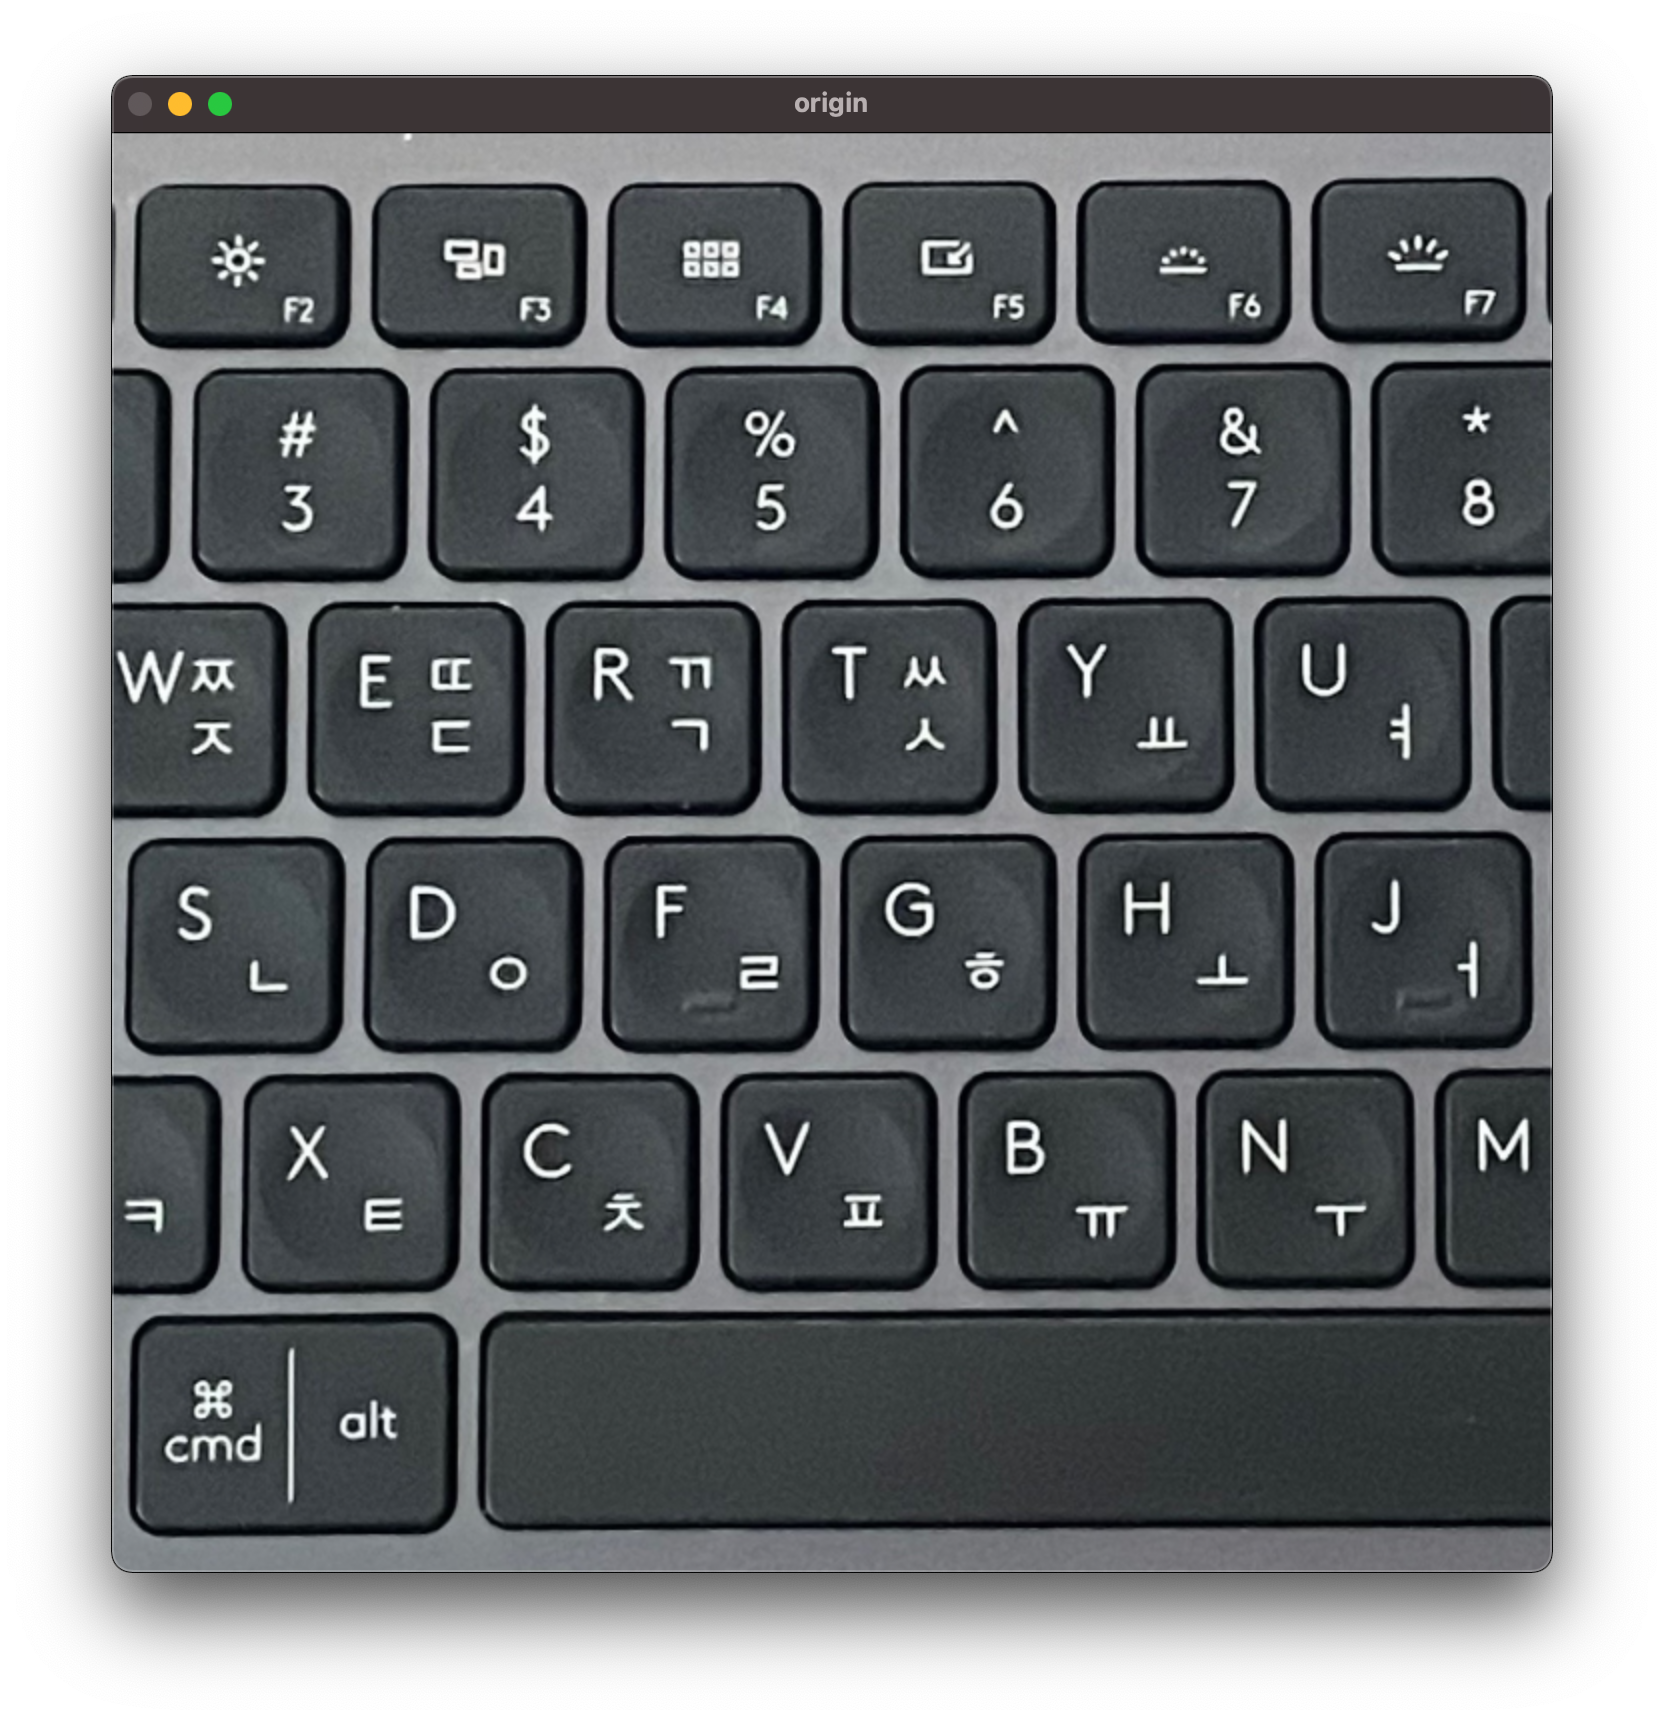 origin
F2 F3 F4 F5 F6 F7
# $ % ^ & *
3 4 5 6 7 8
W ㅉ E ㄸ R ㄲ T ㅆ Y U
ㅈ ㄷ ㄱ ㅅ ㅛ ㅕ
S D F G H J
ㄴ ㅇ ㄹ ㅎ ㅗ ㅓ
X C V B N M
ㅋ ㅌ ㅊ ㅍ ㅠ ㅜ
⌘
cmd alt